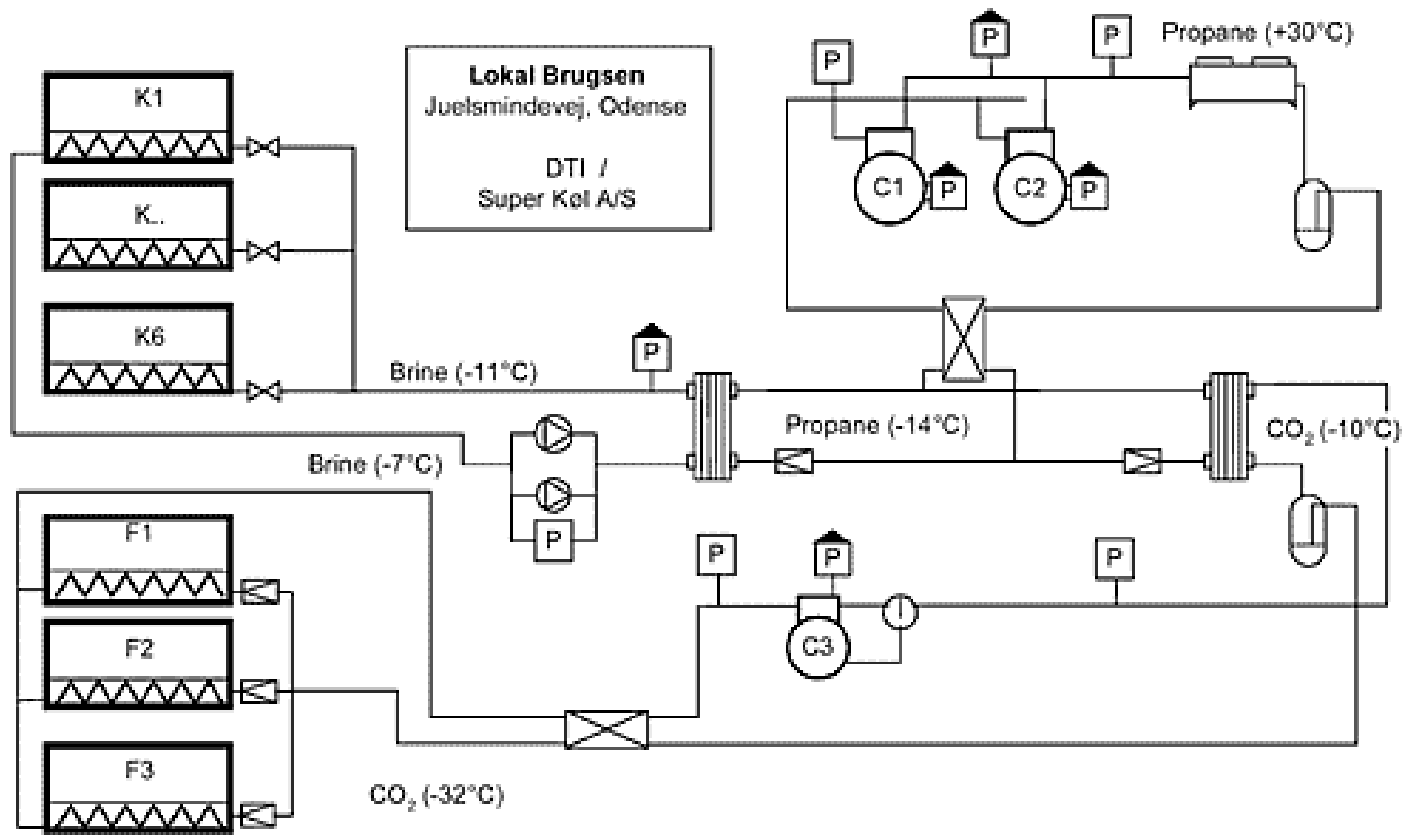 Lokal Brugsen
Juelsmindevej, Odense
DTI /
Super Køl A/S
Propane (+30°C)
P
P
P
C1
P
C2
P
K1
K..
K6
Brine (-11°C)
P
Propane (-14°C)
CO₂ (-10°C)
Brine (-7°C)
P
F1
F2
F3
P
P
P
C3
CO₂ (-32°C)